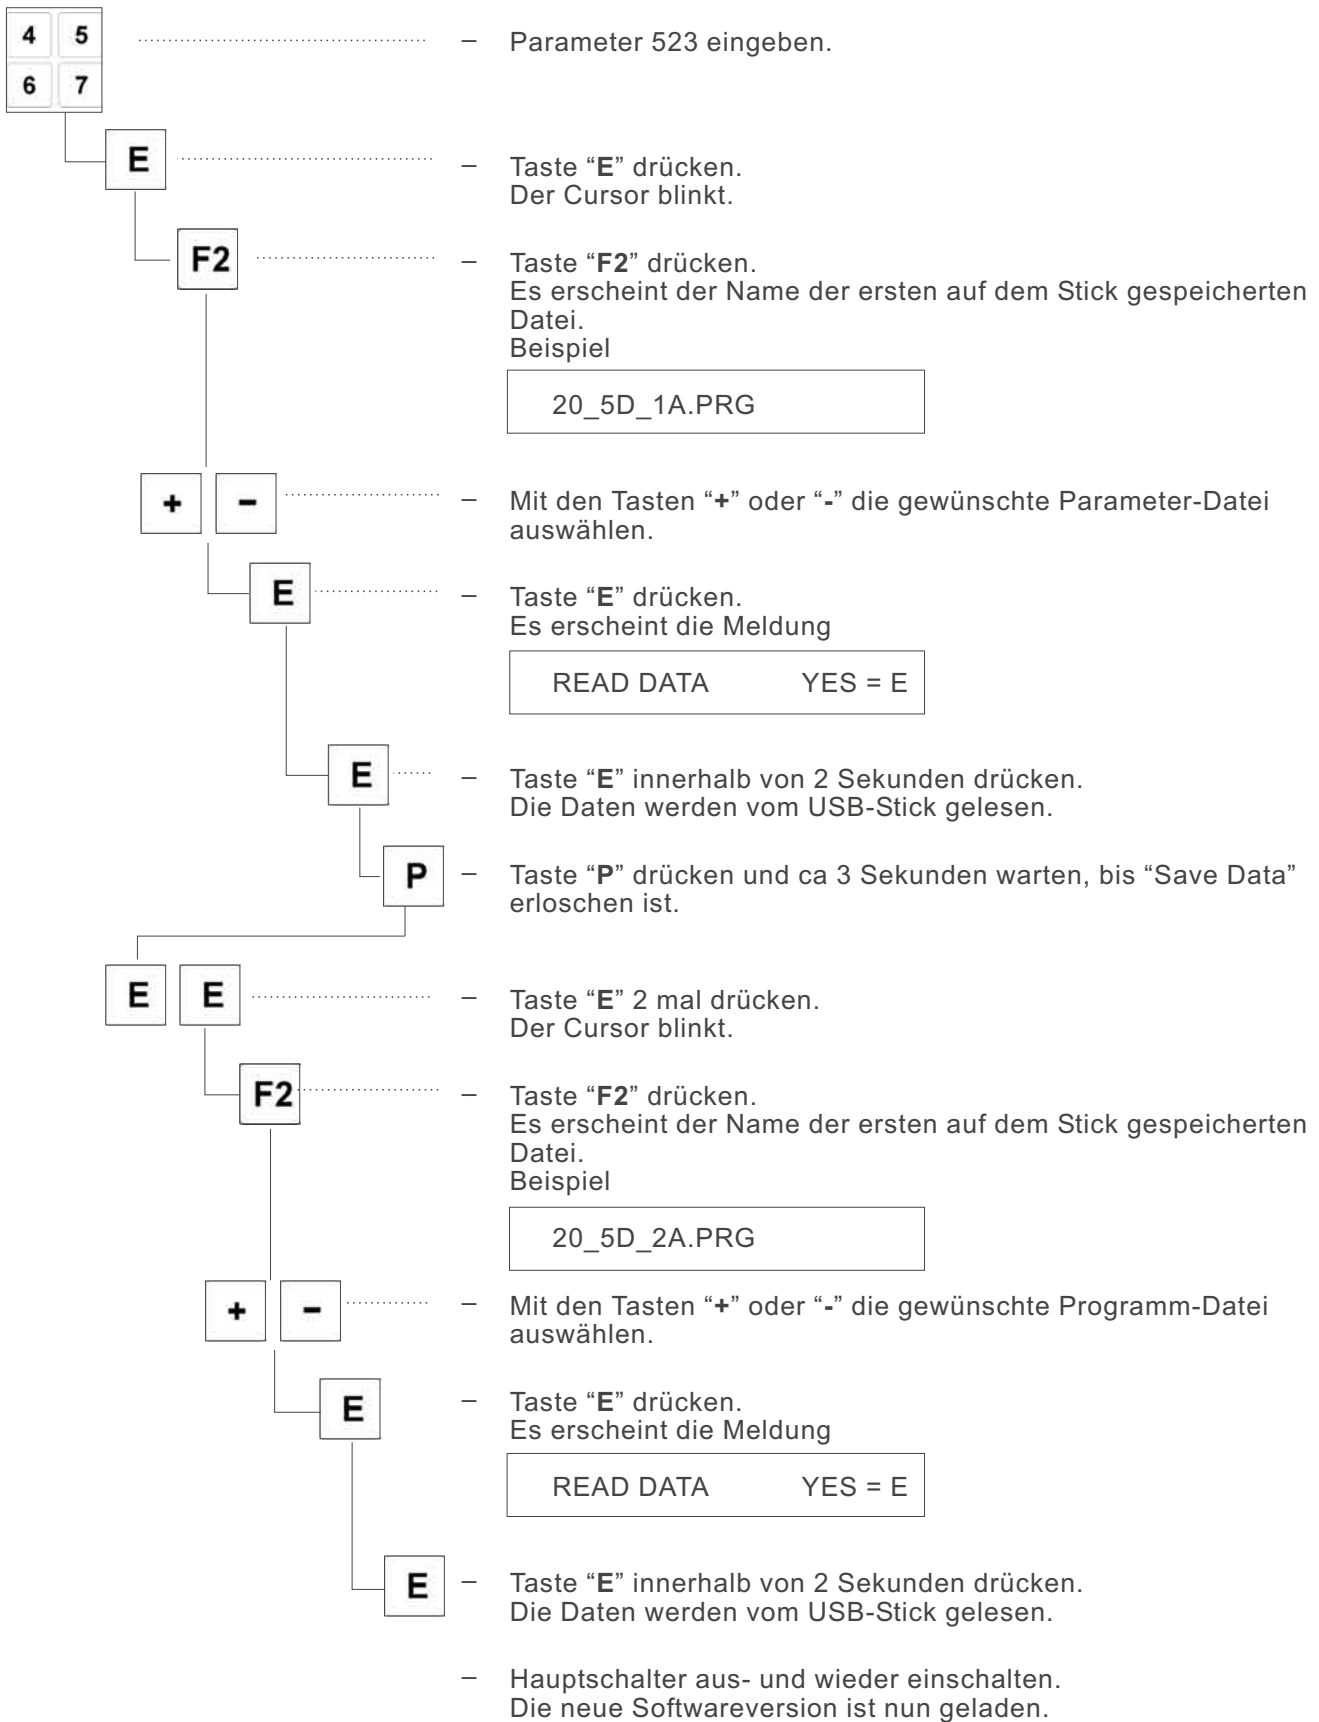 4 5
– Parameter 523 eingeben.
6 7
E – Taste “E” drücken.
Der Cursor blinkt.
F2 – Taste “F2” drücken.
Es erscheint der Name der ersten auf dem Stick gespeicherten
Datei.
Beispiel
20_5D_1A.PRG
+ - – Mit den Tasten “+” oder “-” die gewünschte Parameter-Datei
auswählen.
E – Taste “E” drücken.
Es erscheint die Meldung
READ DATA YES = E
E – Taste “E” innerhalb von 2 Sekunden drücken.
Die Daten werden vom USB-Stick gelesen.
P – Taste “P” drücken und ca 3 Sekunden warten, bis “Save Data”
erloschen ist.
E E – Taste “E” 2 mal drücken.
Der Cursor blinkt.
F2 – Taste “F2” drücken.
Es erscheint der Name der ersten auf dem Stick gespeicherten
Datei.
Beispiel
20_5D_2A.PRG
+ - – Mit den Tasten “+” oder “-” die gewünschte Programm-Datei
auswählen.
E – Taste “E” drücken.
Es erscheint die Meldung
READ DATA YES = E
E – Taste “E” innerhalb von 2 Sekunden drücken.
Die Daten werden vom USB-Stick gelesen.
– Hauptschalter aus- und wieder einschalten.
Die neue Softwareversion ist nun geladen.